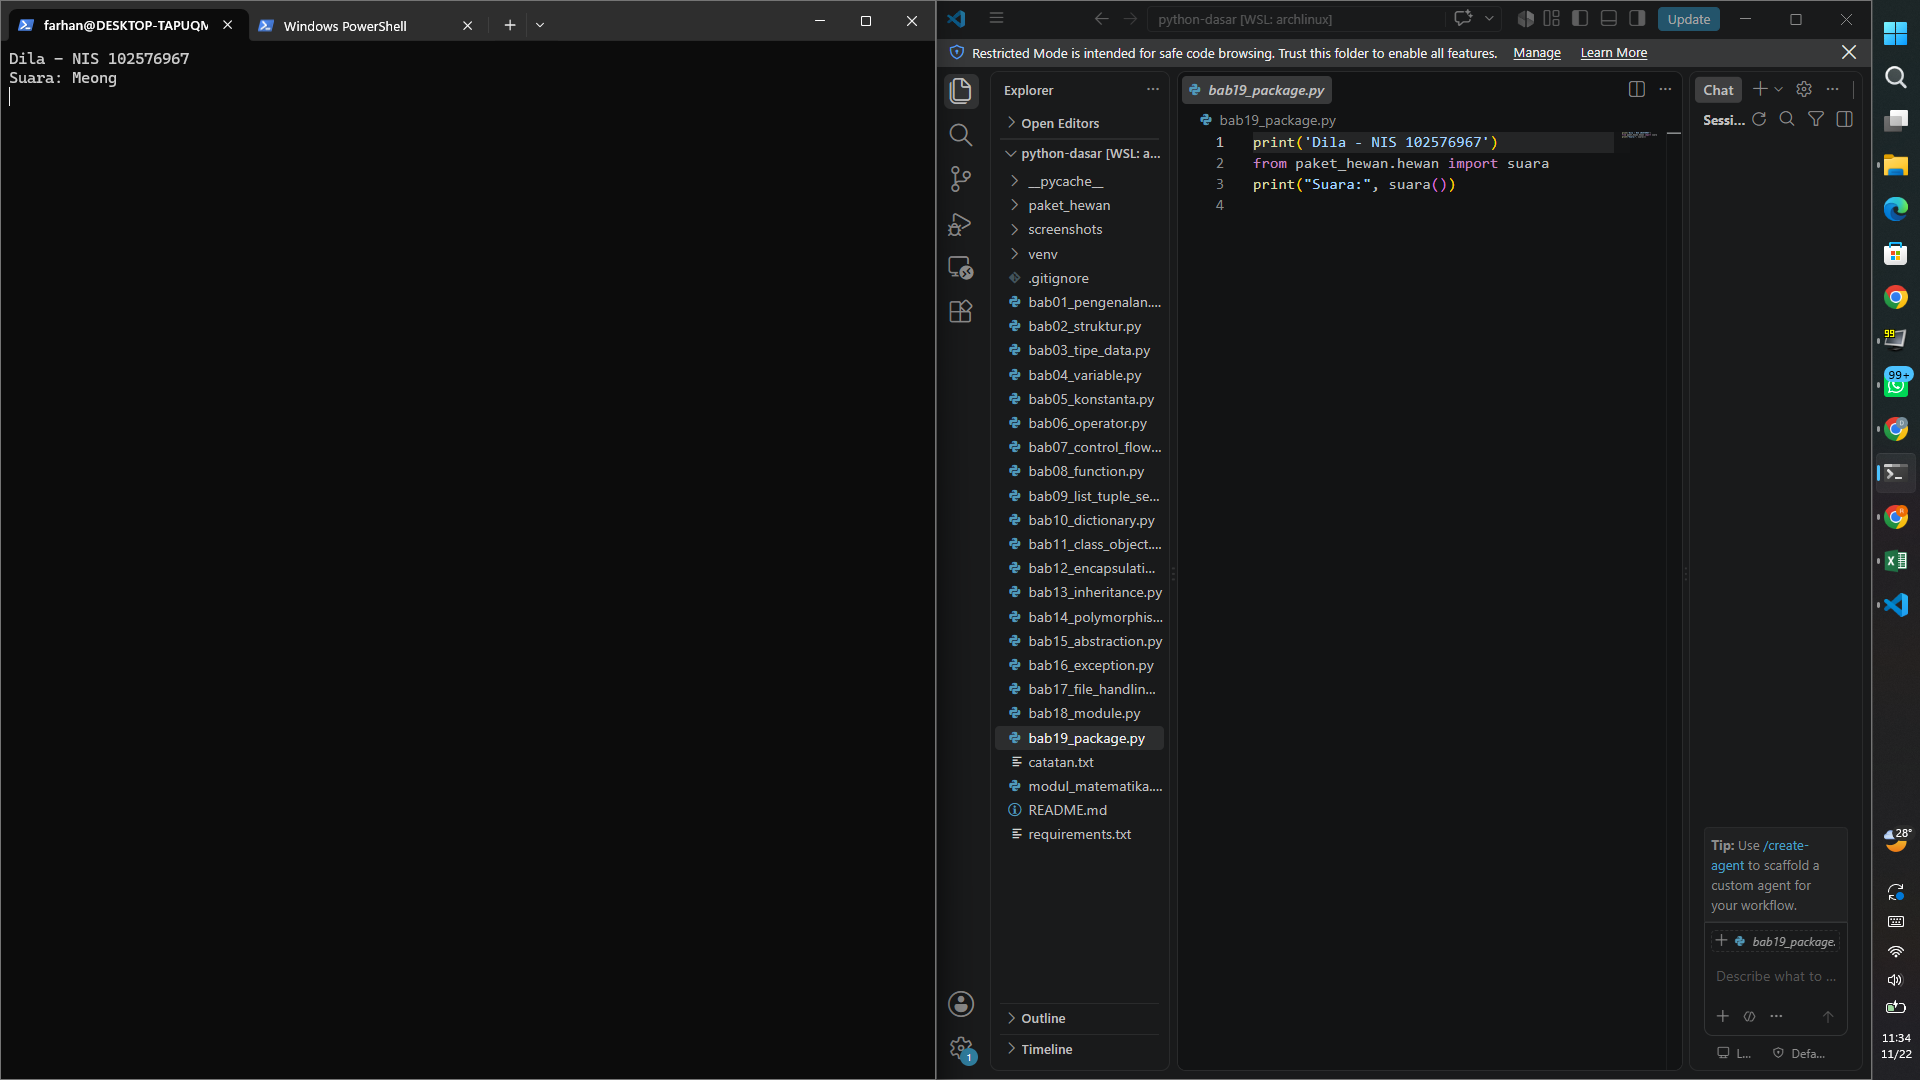 farhan@DESKTOP-TAPUQN
Windows PowerShell
Dila - NIS 102576967
Suara: Meong
python-dasar [WSL: archlinux]
Update
Restricted Mode is intended for safe code browsing. Trust this folder to enable all features.
Manage
Learn More
Explorer
Open Editors
python-dasar [WSL: a...
__pycache__
paket_hewan
screenshots
venv
.gitignore
bab01_pengenalan....
bab02_struktur.py
bab03_tipe_data.py
bab04_variable.py
bab05_konstanta.py
bab06_operator.py
bab07_control_flow...
bab08_function.py
bab09_list_tuple_se...
bab10_dictionary.py
bab11_class_object....
bab12_encapsulati...
bab13_inheritance.py
bab14_polymorphis...
bab15_abstraction.py
bab16_exception.py
bab17_file_handlin...
bab18_module.py
bab19_package.py
catatan.txt
modul_matematika....
README.md
requirements.txt
Outline
Timeline
1
bab19_package.py
bab19_package.py
1 print('Dila - NIS 102576967')
2 from paket_hewan.hewan import suara
3 print("Suara:", suara())
4
Chat
Sessi...
Tip: Use /create-
agent to scaffold a
custom agent for
your workflow.
bab19_package.
Describe what to ...
L...
Defa...
99
99+
28°
11:34
11/22